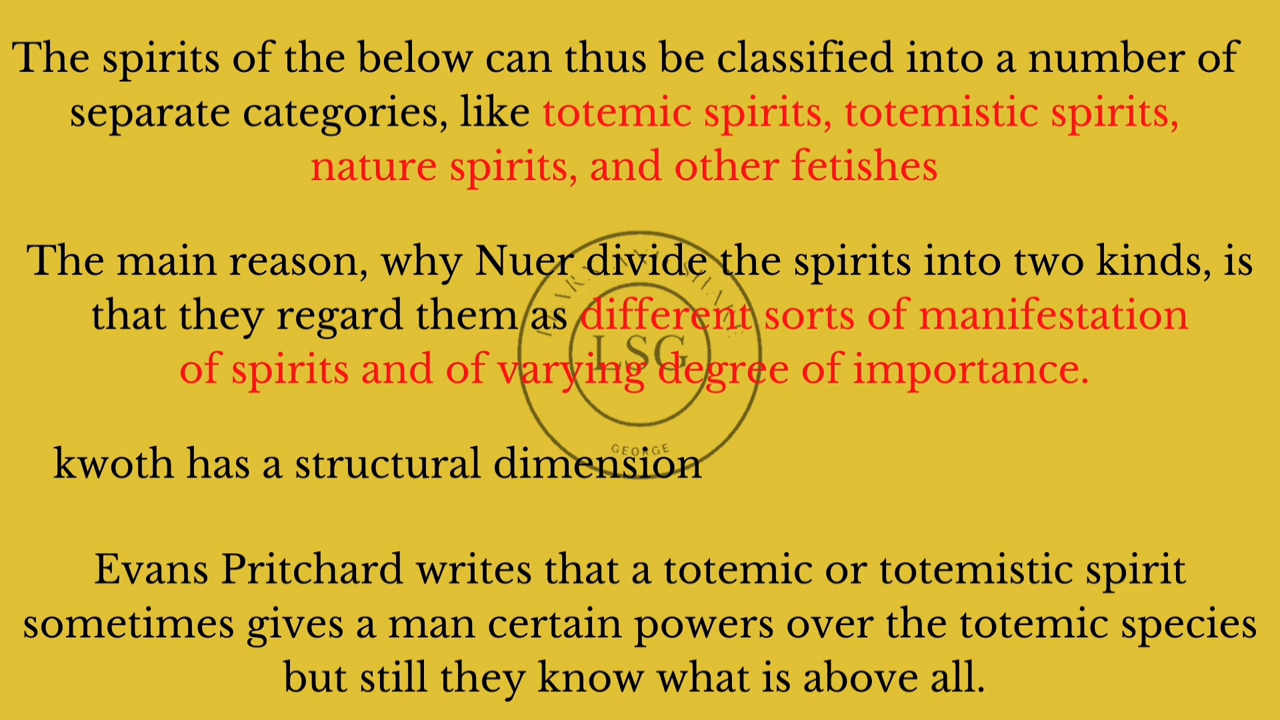 The spirits of the below can thus be classified into a number of
separate categories, like totemic spirits, totemistic spirits,
nature spirits, and other fetishes
The main reason, why Nuer divide the spirits into two kinds, is
that they regard them as different sorts of manifestation
of spirits and of varying degree of importance.
LSG
GEORGE
kwoth has a structural dimension
Evans Pritchard writes that a totemic or totemistic spirit
sometimes gives a man certain powers over the totemic species
but still they know what is above all.